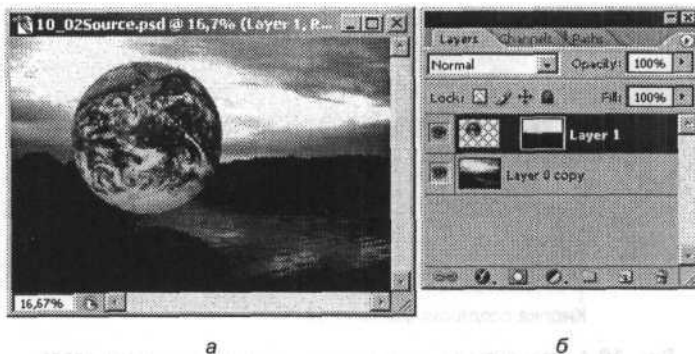 10_02Source.psd @ 16,7% (Layer 1, R...
16,67%
Layers Channels Paths
Normal Opacity: 100%
Lock: Fill: 100%
Layer 1
Layer 0 copy
а
б